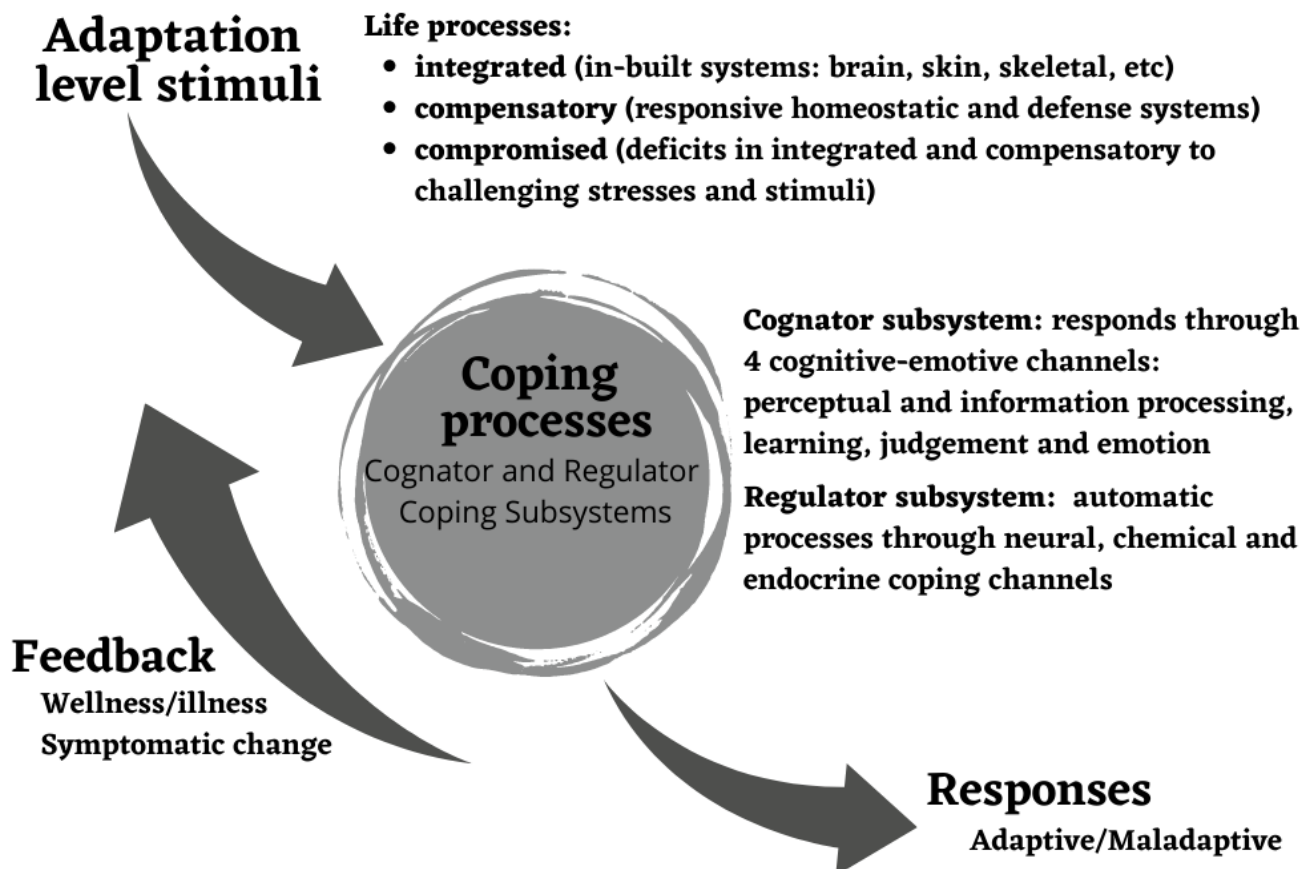 Adaptation
level stimuli
Life processes:
• integrated (in-built systems: brain, skin, skeletal, etc)
• compensatory (responsive homeostatic and defense systems)
• compromised (deficits in integrated and compensatory to
challenging stresses and stimuli)
Coping
processes
Cognator and Regulator
Coping Subsystems
Cognator subsystem: responds through
4 cognitive-emotive channels:
perceptual and information processing,
learning, judgement and emotion
Regulator subsystem: automatic
processes through neural, chemical and
endocrine coping channels
Feedback
Wellness/illness
Symptomatic change
Responses
Adaptive/Maladaptive